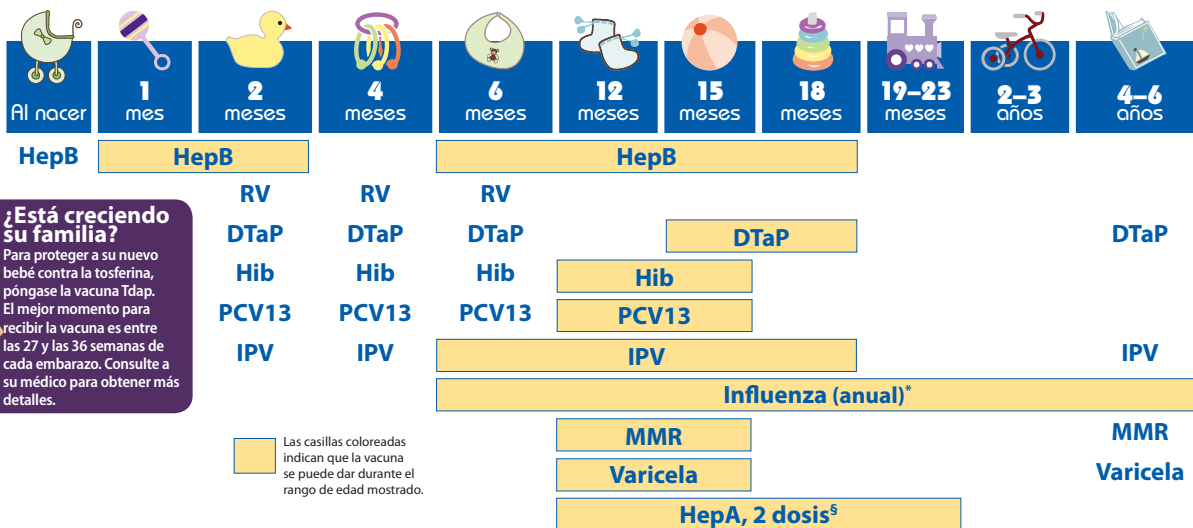 Al nacer
1
mes
2
meses
4
meses
6
meses
12
meses
15
meses
18
meses
19–23
meses
2–3
años
4–6
años
HepB HepB HepB
RV RV RV
DTaP DTaP DTaP DTaP DTaP
Hib Hib Hib Hib
PCV13 PCV13 PCV13 PCV13
IPV IPV IPV IPV
Influenza (anual)*
MMR MMR
Varicela Varicela
HepA, 2 dosis§
¿Está creciendo
su familia?
Para proteger a su nuevo
bebé contra la tosferina,
póngase la vacuna Tdap.
El mejor momento para
recibir la vacuna es entre
las 27 y las 36 semanas de
cada embarazo. Consulte a
su médico para obtener más
detalles.
Las casillas coloreadas
indican que la vacuna
se puede dar durante el
rango de edad mostrado.